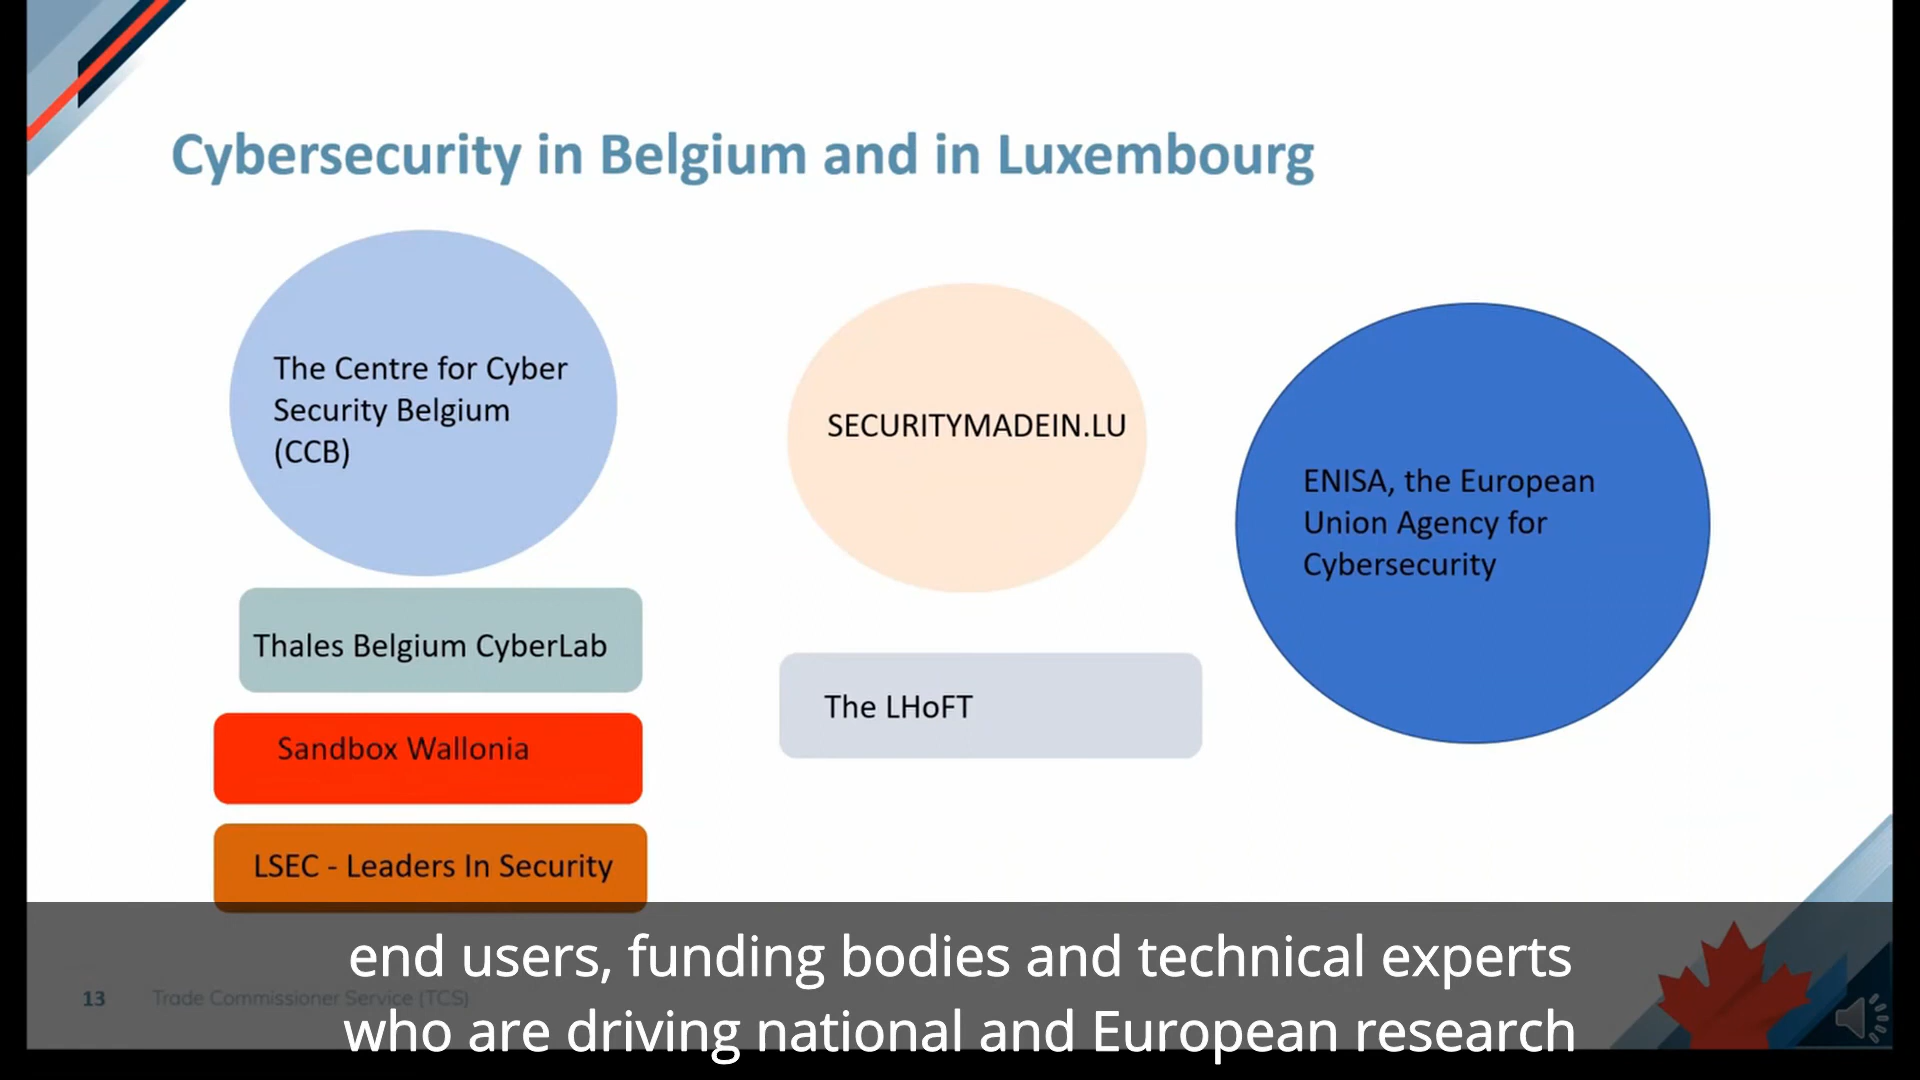 Cybersecurity in Belgium and in Luxembourg
The Centre for Cyber
Security Belgium
(CCB)
Thales Belgium CyberLab
Sandbox Wallonia
LSEC - Leaders In Security
SECURITYMADEIN.LU
The LHoFT
ENISA, the European
Union Agency for
Cybersecurity
end users, funding bodies and technical experts
who are driving national and European research
13 Trade Commissioner Service (TCS)